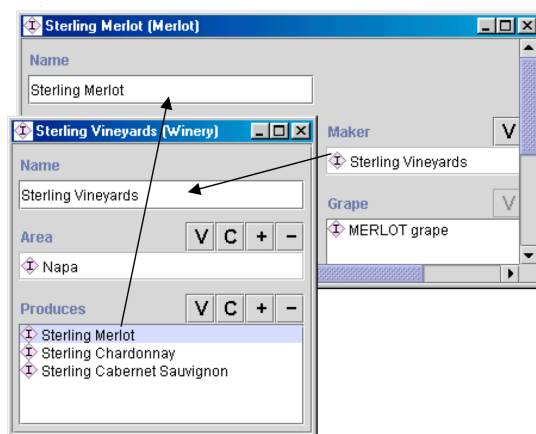 Sterling Merlot (Merlot)
Name
Sterling Merlot
Sterling Vineyards (Winery)
Name
Sterling Vineyards
Area V C + −
Napa
Produces V C + −
Sterling Merlot
Sterling Chardonnay
Sterling Cabernet Sauvignon
Maker V
Sterling Vineyards
Grape V
MERLOT grape